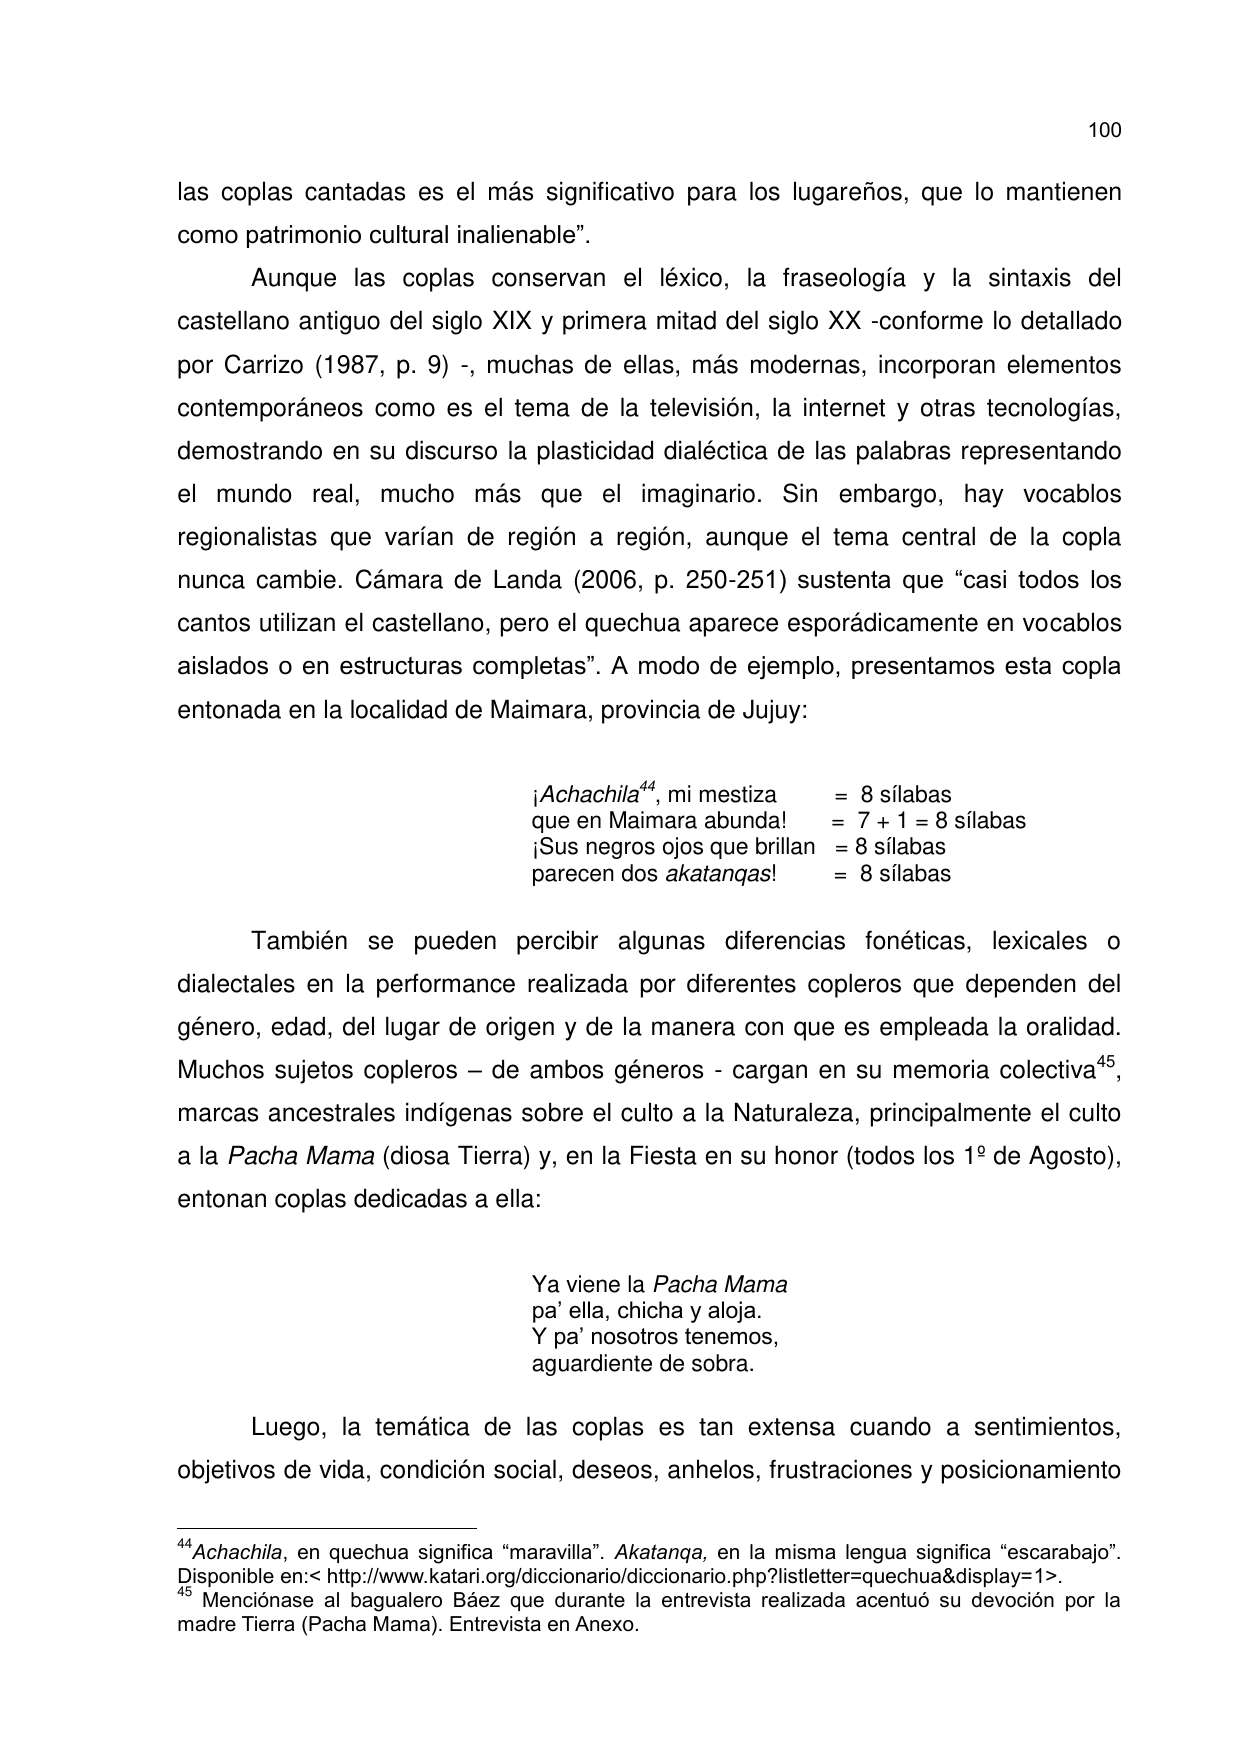 100
las coplas cantadas es el más significativo para los lugareños, que lo mantienen
como patrimonio cultural inalienable”.
Aunque las coplas conservan el léxico, la fraseología y la sintaxis del
castellano antiguo del siglo XIX y primera mitad del siglo XX -conforme lo detallado
por Carrizo (1987, p. 9) -, muchas de ellas, más modernas, incorporan elementos
contemporáneos como es el tema de la televisión, la internet y otras tecnologías,
demostrando en su discurso la plasticidad dialéctica de las palabras representando
el mundo real, mucho más que el imaginario. Sin embargo, hay vocablos
regionalistas que varían de región a región, aunque el tema central de la copla
nunca cambie. Cámara de Landa (2006, p. 250-251) sustenta que “casi todos los
cantos utilizan el castellano, pero el quechua aparece esporádicamente en vocablos
aislados o en estructuras completas”. A modo de ejemplo, presentamos esta copla
entonada en la localidad de Maimara, provincia de Jujuy:
¡Achachila44, mi mestiza = 8 sílabas
que en Maimara abunda! = 7 + 1 = 8 sílabas
¡Sus negros ojos que brillan = 8 sílabas
parecen dos akatanqas! = 8 sílabas
También se pueden percibir algunas diferencias fonéticas, lexicales o
dialectales en la performance realizada por diferentes copleros que dependen del
género, edad, del lugar de origen y de la manera con que es empleada la oralidad.
Muchos sujetos copleros – de ambos géneros - cargan en su memoria colectiva45,
marcas ancestrales indígenas sobre el culto a la Naturaleza, principalmente el culto
a la Pacha Mama (diosa Tierra) y, en la Fiesta en su honor (todos los 1º de Agosto),
entonan coplas dedicadas a ella:
Ya viene la Pacha Mama
pa’ ella, chicha y aloja.
Y pa’ nosotros tenemos,
aguardiente de sobra.
Luego, la temática de las coplas es tan extensa cuando a sentimientos,
objetivos de vida, condición social, deseos, anhelos, frustraciones y posicionamiento
44Achachila, en quechua significa “maravilla”. Akatanqa, en la misma lengua significa “escarabajo”.
Disponible en:< http://www.katari.org/diccionario/diccionario.php?listletter=quechua&display=1>.
45 Menciónase al bagualero Báez que durante la entrevista realizada acentuó su devoción por la
madre Tierra (Pacha Mama). Entrevista en Anexo.